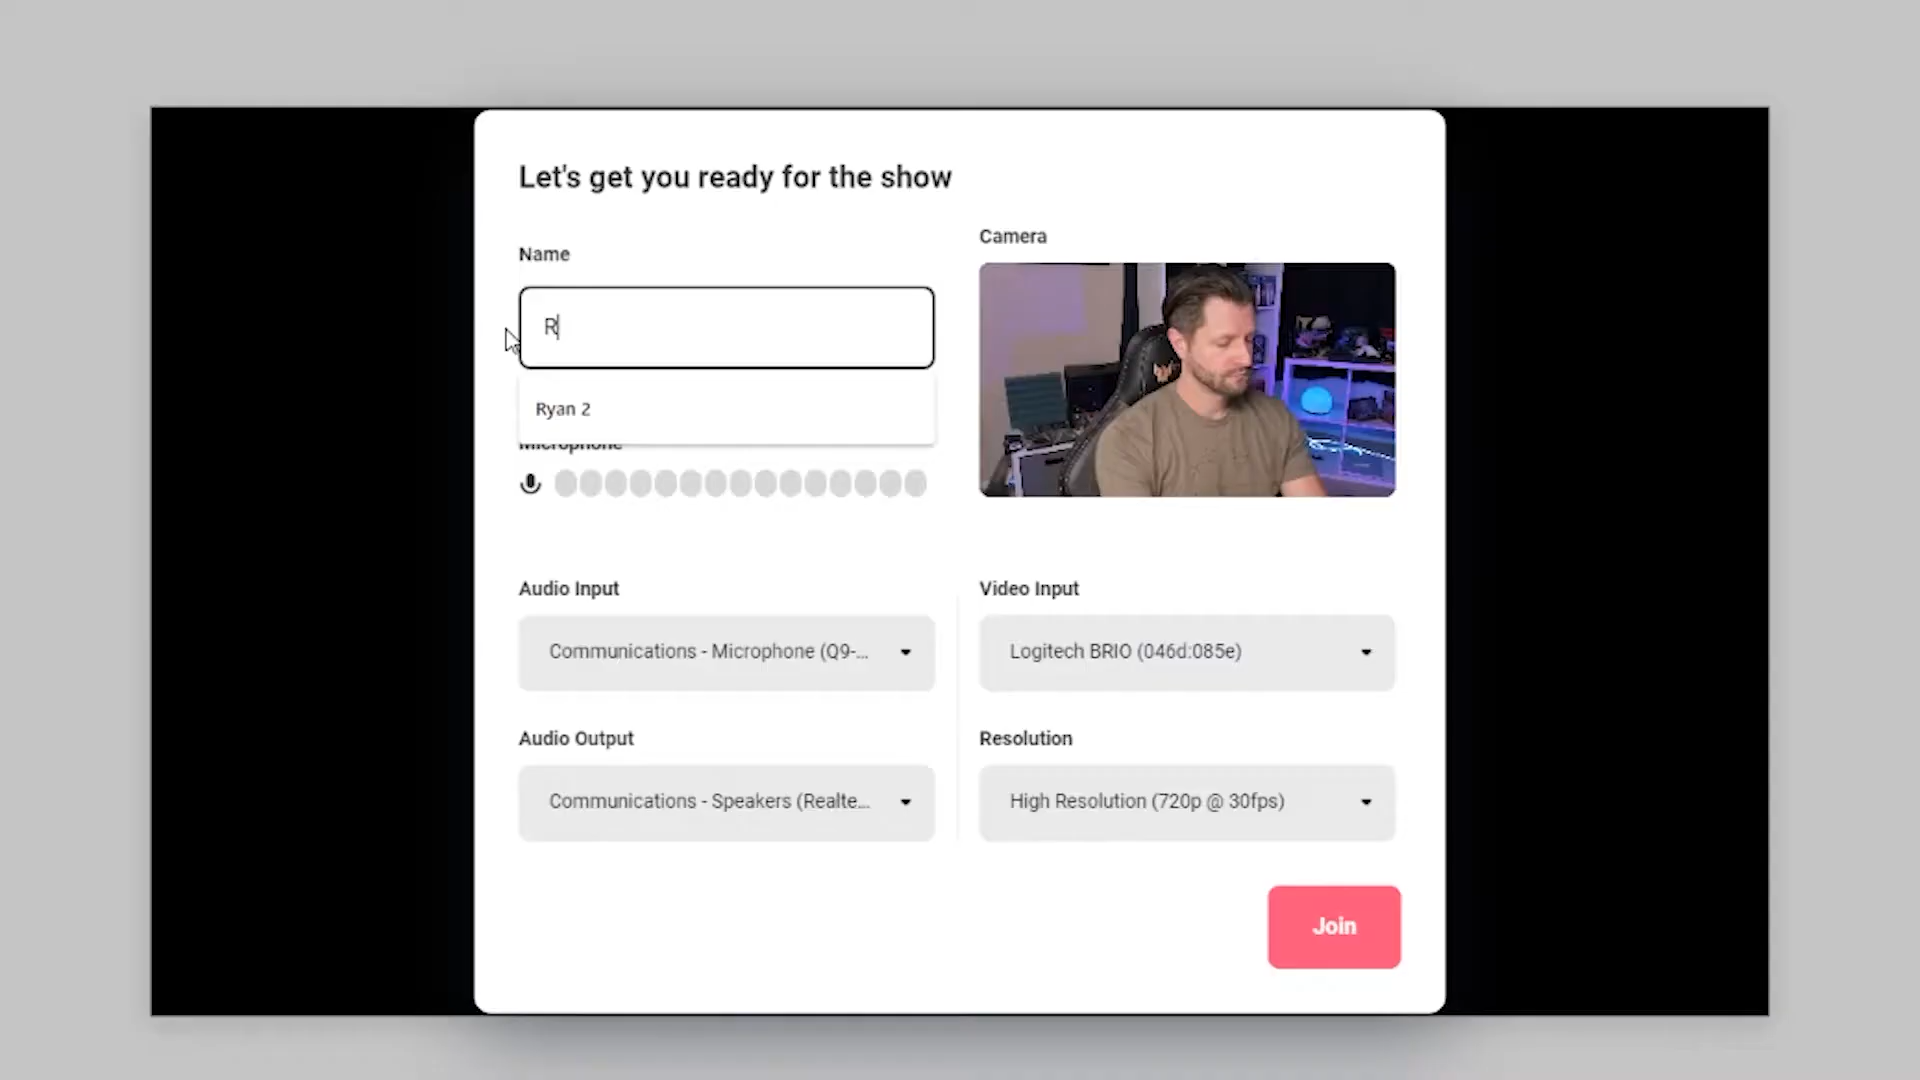 Let's get you ready for the show
Name
R
Ryan 2
Microphone
Camera
Audio Input
Communications - Microphone (Q9-...
Audio Output
Communications - Speakers (Realte...
Video Input
Logitech BRIO (046d:085e)
Resolution
High Resolution (720p @ 30fps)
Join